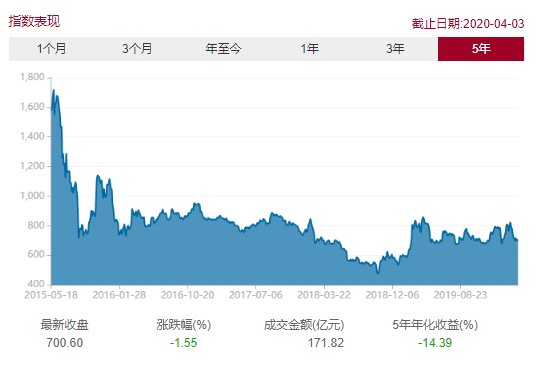 指数表现
截止日期:2020-04-03
1个月 3个月 年至今 1年 3年 5年
1,800
1,600
1,400
1,200
1,000
800
600
400
2015-05-18 2016-01-28 2016-10-20 2017-07-06 2018-03-22 2018-12-06 2019-08-23
最新收盘 涨跌幅(%) 成交金额(亿元) 5年年化收益(%)
700.60 -1.55 171.82 -14.39